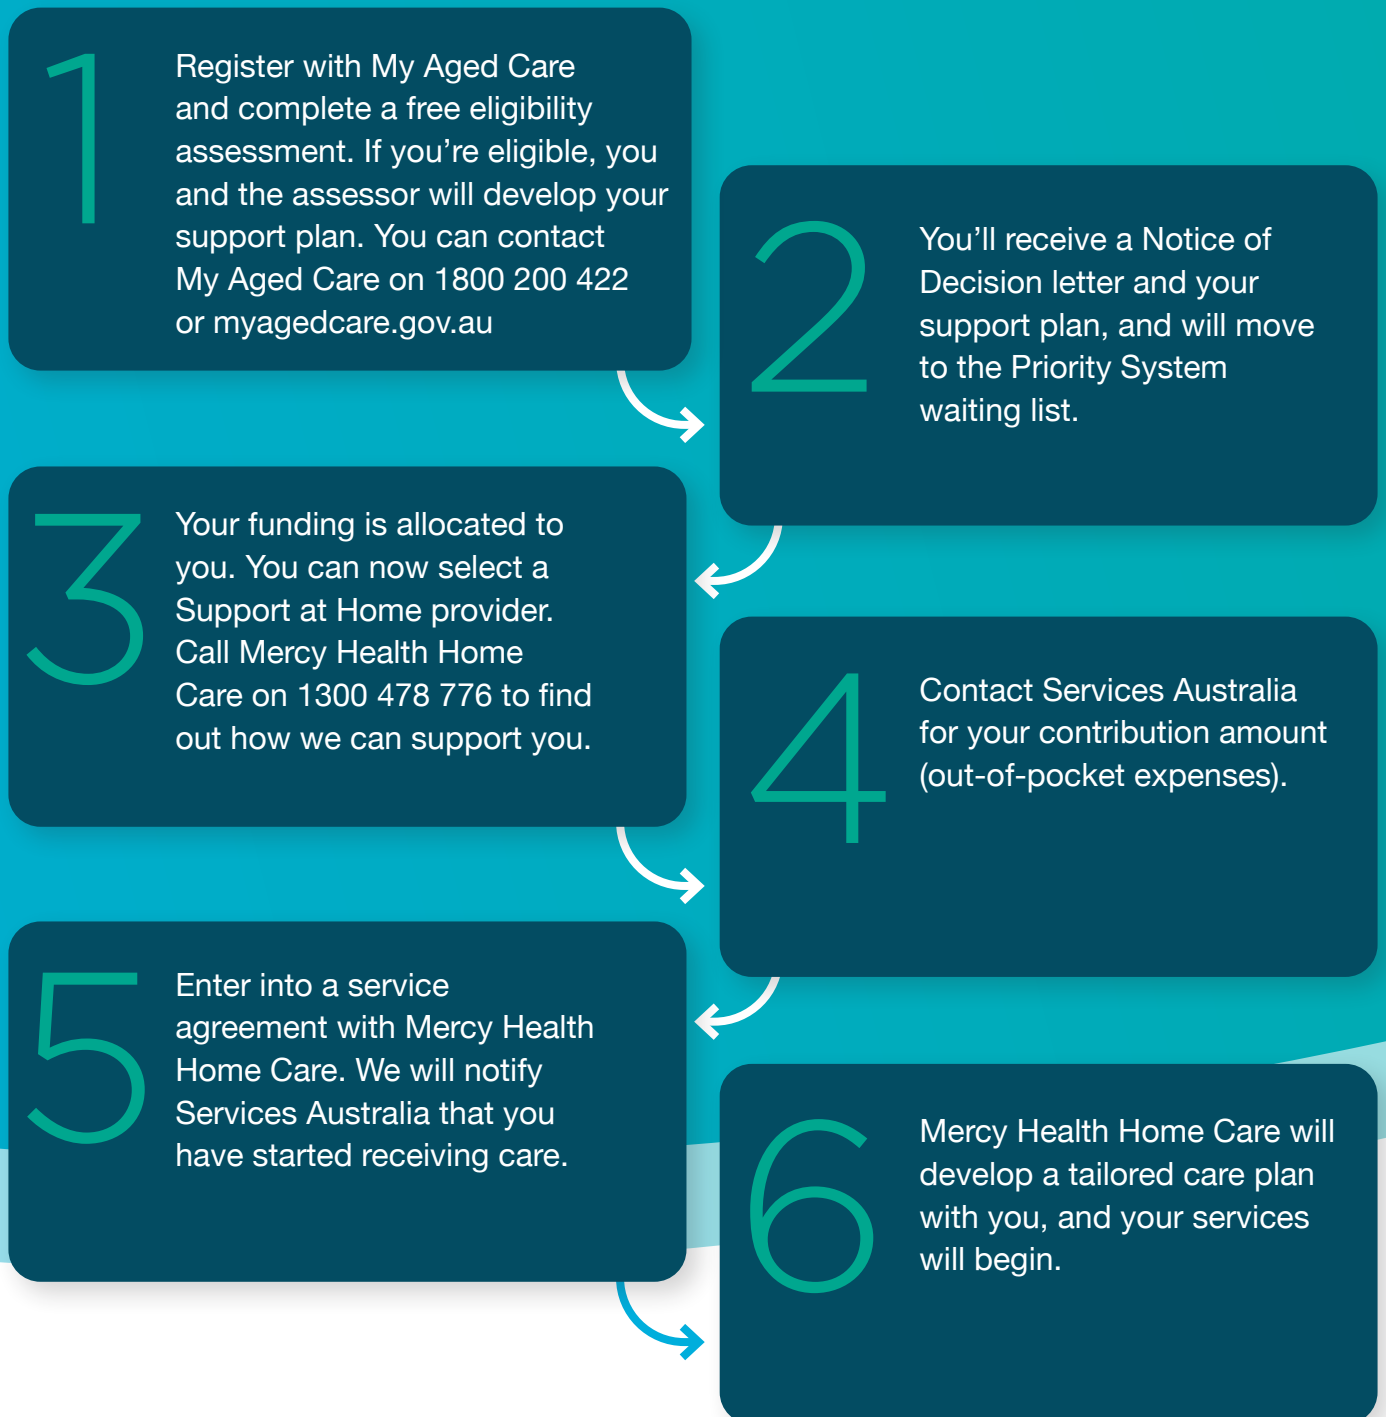 1
Register with My Aged Care
and complete a free eligibility
assessment. If you’re eligible, you
and the assessor will develop your
support plan. You can contact
My Aged Care on 1800 200 422
or myagedcare.gov.au
2
You’ll receive a Notice of
Decision letter and your
support plan, and will move
to the Priority System
waiting list.
3
Your funding is allocated to
you. You can now select a
Support at Home provider.
Call Mercy Health Home
Care on 1300 478 776 to find
out how we can support you.
4
Contact Services Australia
for your contribution amount
(out-of-pocket expenses).
5
Enter into a service
agreement with Mercy Health
Home Care. We will notify
Services Australia that you
have started receiving care.
6
Mercy Health Home Care will
develop a tailored care plan
with you, and your services
will begin.